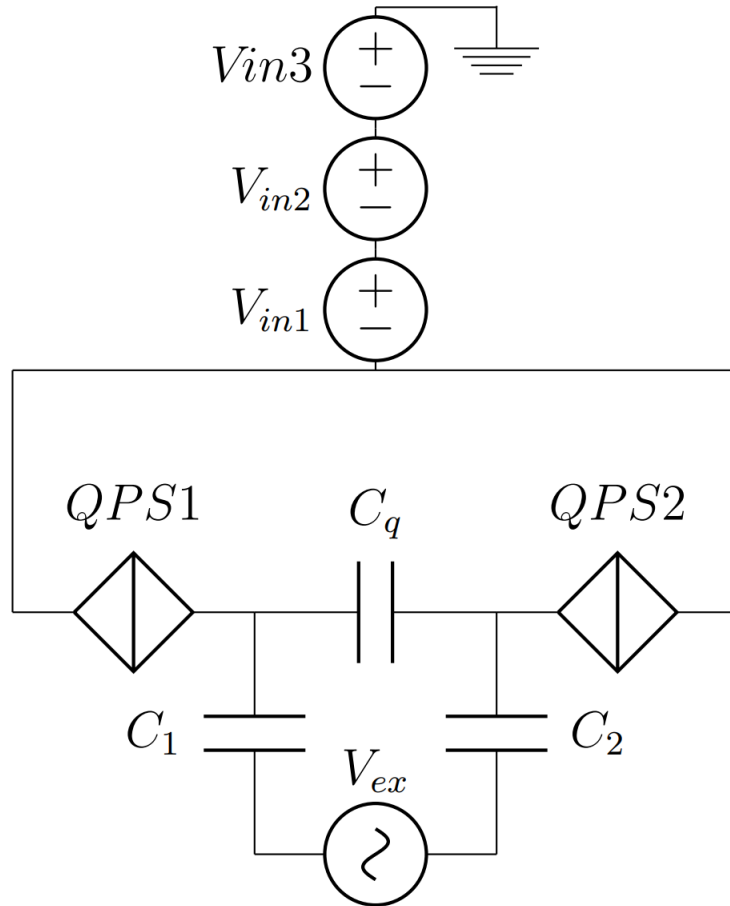 Vin3
V_{in2}
V_{in1}
QPS1
C_q
QPS2
C_1
V_{ex}
C_2